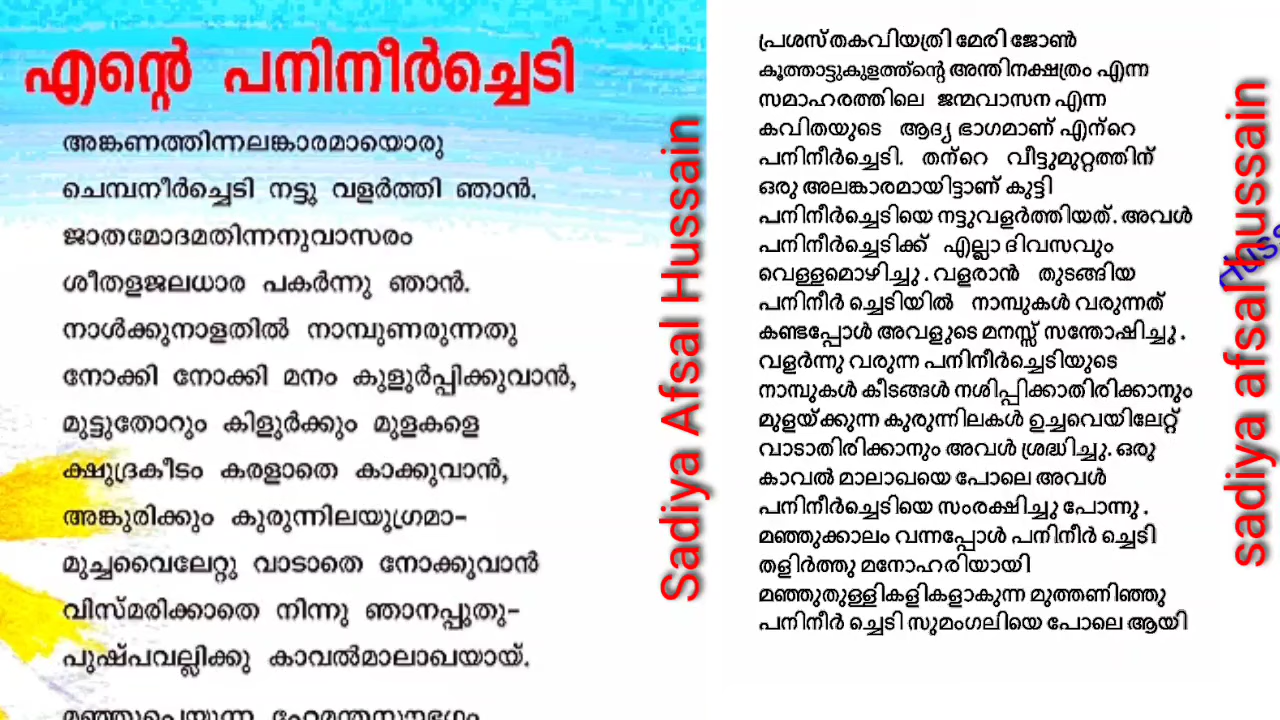 എന്റെ പനിനീർച്ചെടി
അങ്കണത്തിന്നലങ്കാരമായൊരു
ചെമ്പനീർച്ചെടി നട്ടു വളർത്തി ഞാൻ.
ജാതമോദമതിന്നനുവാസരം
ശീതളജലധാര പകർന്നു ഞാൻ.
നാൾക്കുനാളതിൽ നാമ്പുണരുന്നതു
നോക്കി നോക്കി മനം കുളുർപ്പിക്കുവാൻ,
മുട്ടുതോറും കിളുർക്കും മുളകളെ
ക്ഷുദ്രകീടം കരളാതെ കാക്കുവാൻ,
അങ്കുരിക്കും കുരുന്നിലയുഗ്രമാ-
മുച്ചവൈലേറ്റു വാടാതെ നോക്കുവാൻ
വിസ്മരിക്കാതെ നിന്നു ഞാനപ്പുതു-
പുഷ്പവല്ലിക്കു കാവൽമാലാഖയായ്.
Sadiya Afsal Hussain
പ്രശസ്തകവിയത്രി മേരി ജോൺ
കൂത്താട്ടുകുളത്ത്ന്റെ അന്തിനക്ഷത്രം എന്ന
സമാഹരത്തിലെ ജന്മവാസന എന്ന
കവിതയുടെ ആദ്യ ഭാഗമാണ് എന്റെ
പനിനീർച്ചെടി. തന്റെ വീട്ടുമുറ്റത്തിന്
ഒരു അലങ്കാരമായിട്ടാണ് കുട്ടി
പനിനീർച്ചെടിയെ നട്ടുവളർത്തിയത്. അവൾ
പനിനീർച്ചെടിക്ക് എല്ലാ ദിവസവും
വെള്ളമൊഴിച്ചു . വളരാൻ തുടങ്ങിയ
പനിനീർ ച്ചെടിയിൽ നാമ്പുകൾ വരുന്നത്
കണ്ടപ്പോൾ അവളുടെ മനസ്സ് സന്തോഷിച്ചു .
വളർന്നു വരുന്ന പനിനീർച്ചെടിയുടെ
നാമ്പുകൾ കീടങ്ങൾ നശിപ്പിക്കാതിരിക്കാനും
മുളയ്ക്കുന്ന കുരുന്നിലകൾ ഉച്ചവെയിലേറ്റ്
വാടാതിരിക്കാനും അവൾ ശ്രദ്ധിച്ചു. ഒരു
കാവൽ മാലാഖയെ പോലെ അവൾ
പനിനീർച്ചെടിയെ സംരക്ഷിച്ചു പോന്നു .
മഞ്ഞുക്കാലം വന്നപ്പോൾ പനിനീർ ച്ചെടി
തളിർത്തു മനോഹരിയായി
മഞ്ഞുതുള്ളികളികളാകുന്ന മുത്തണിഞ്ഞു
പനിനീർ ച്ചെടി സുമംഗലിയെ പോലെ ആയി
sadiya afsal hussain